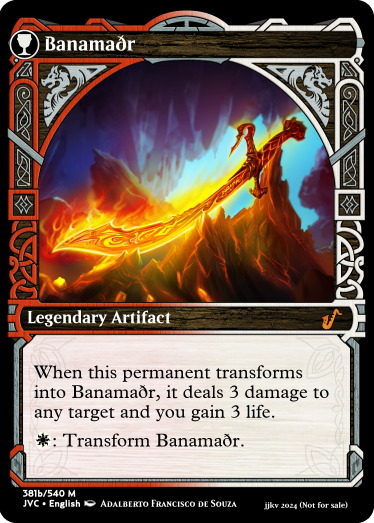 Banamaðr
Legendary Artifact
When this permanent transforms
into Banamaðr, it deals 3 damage to
any target and you gain 3 life.
: Transform Banamaðr.
381b/540 M
JVC • English Adalberto Francisco de Souza
jjkv 2024 (Not for sale)